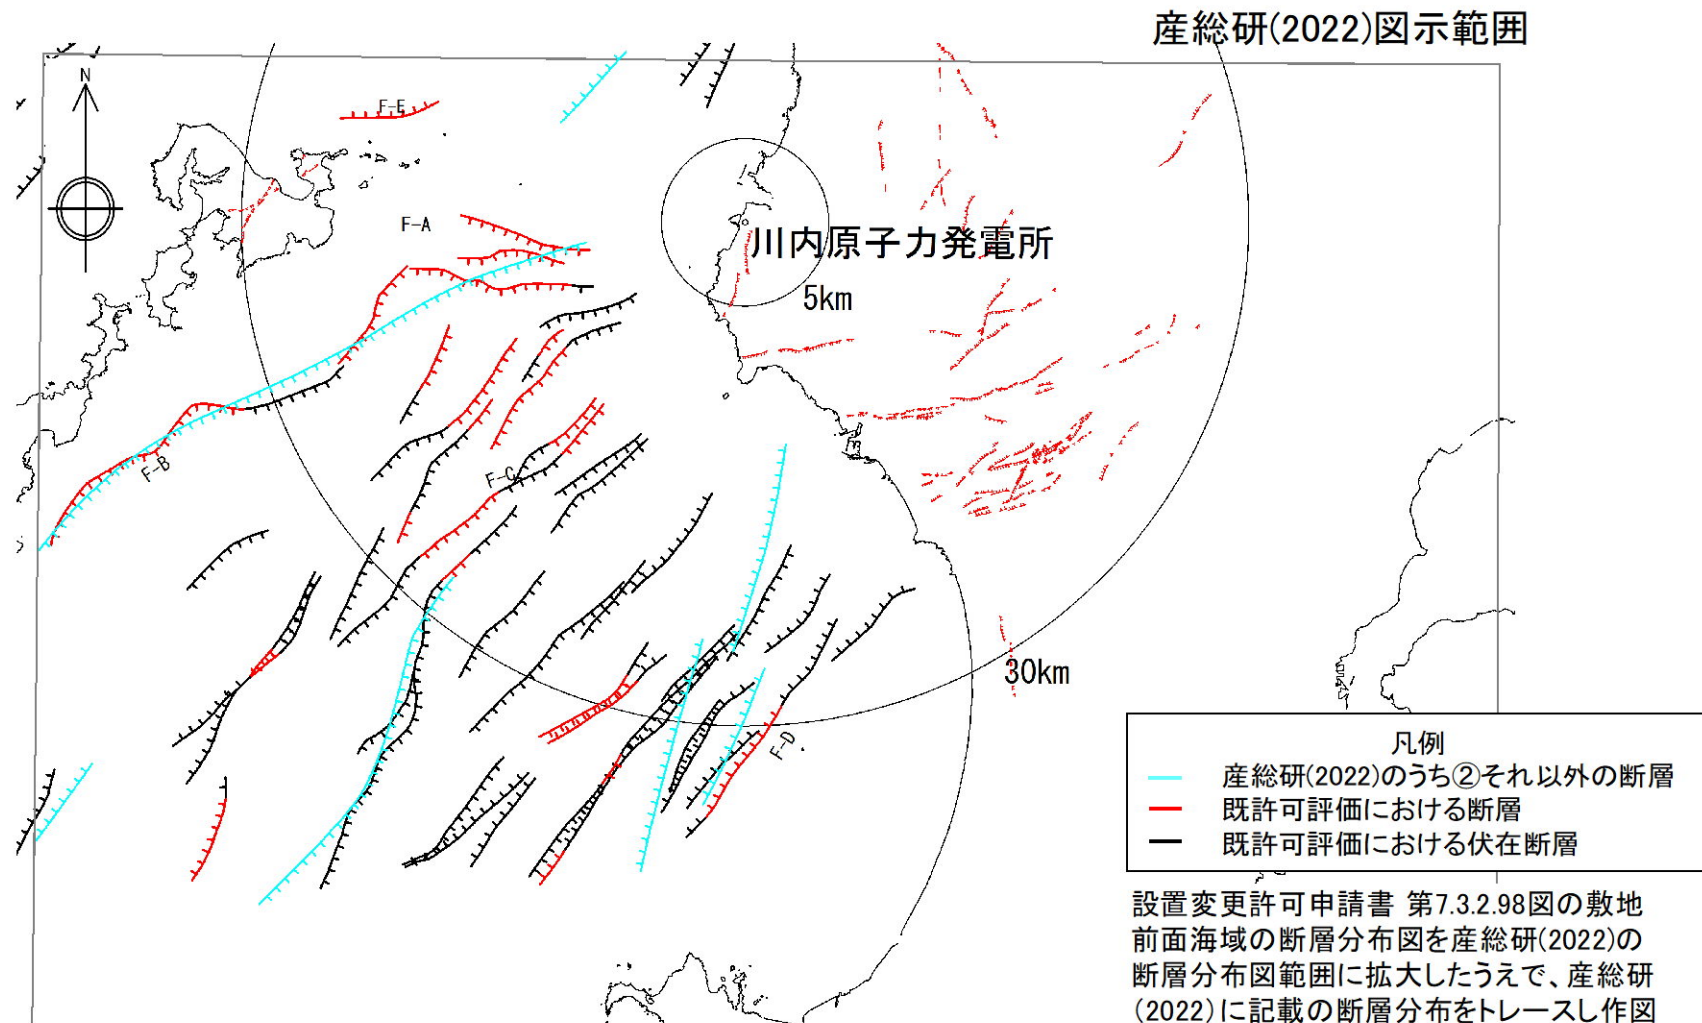 産総研(2022)図示範囲
N
F-E
F-A
川内原子力発電所
5km
F-B
F-C
30km
F-D
凡例
産総研(2022)のうち②それ以外の断層
既許可評価における断層
既許可評価における伏在断層
設置変更許可申請書 第7.3.2.98図の敷地
前面海域の断層分布図を産総研(2022)の
断層分布図範囲に拡大したうえで、産総研
(2022)に記載の断層分布をトレースし作図